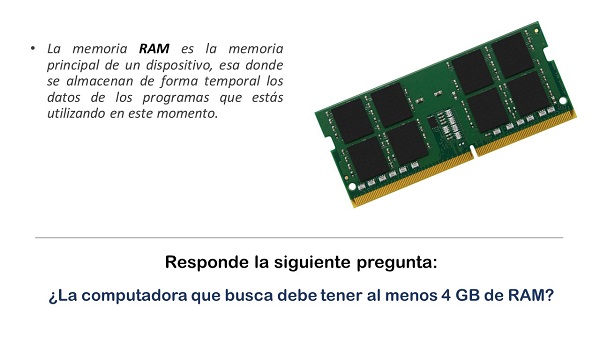 • La memoria RAM es la memoria
principal de un dispositivo, esa donde
se almacenan de forma temporal los
datos de los programas que estás
utilizando en este momento.
Responde la siguiente pregunta:
¿La computadora que busca debe tener al menos 4 GB de RAM?